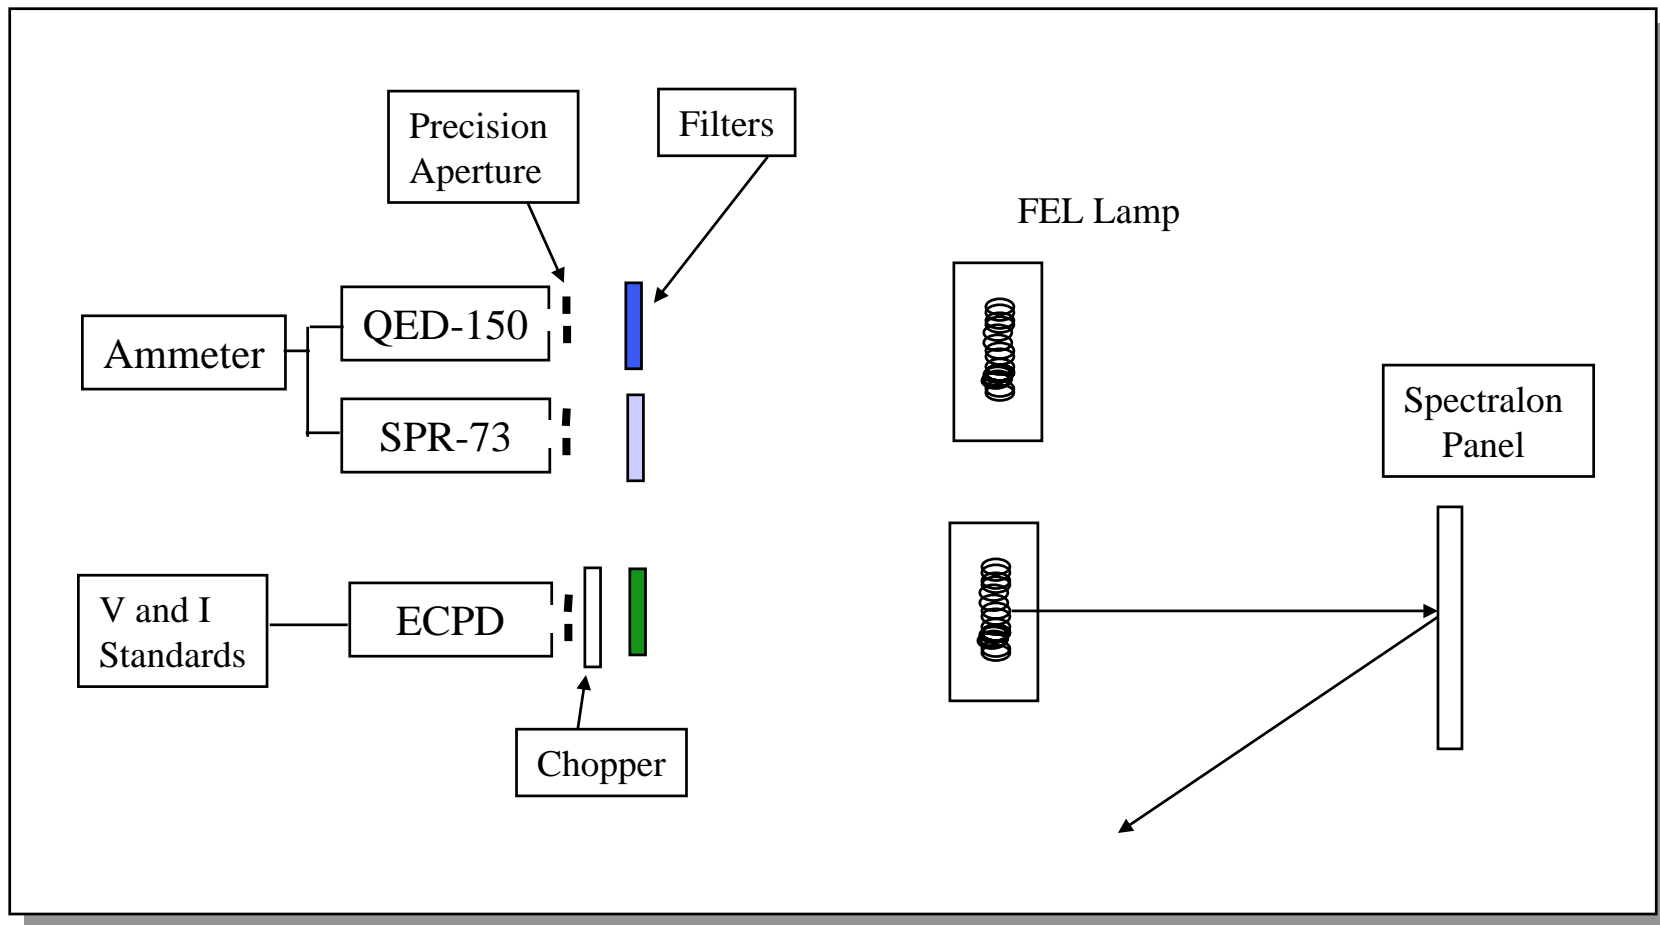 Precision
Aperture
Filters
FEL Lamp
QED-150
Ammeter
SPR-73
Spectralon
Panel
V and I
Standards
ECPD
Chopper